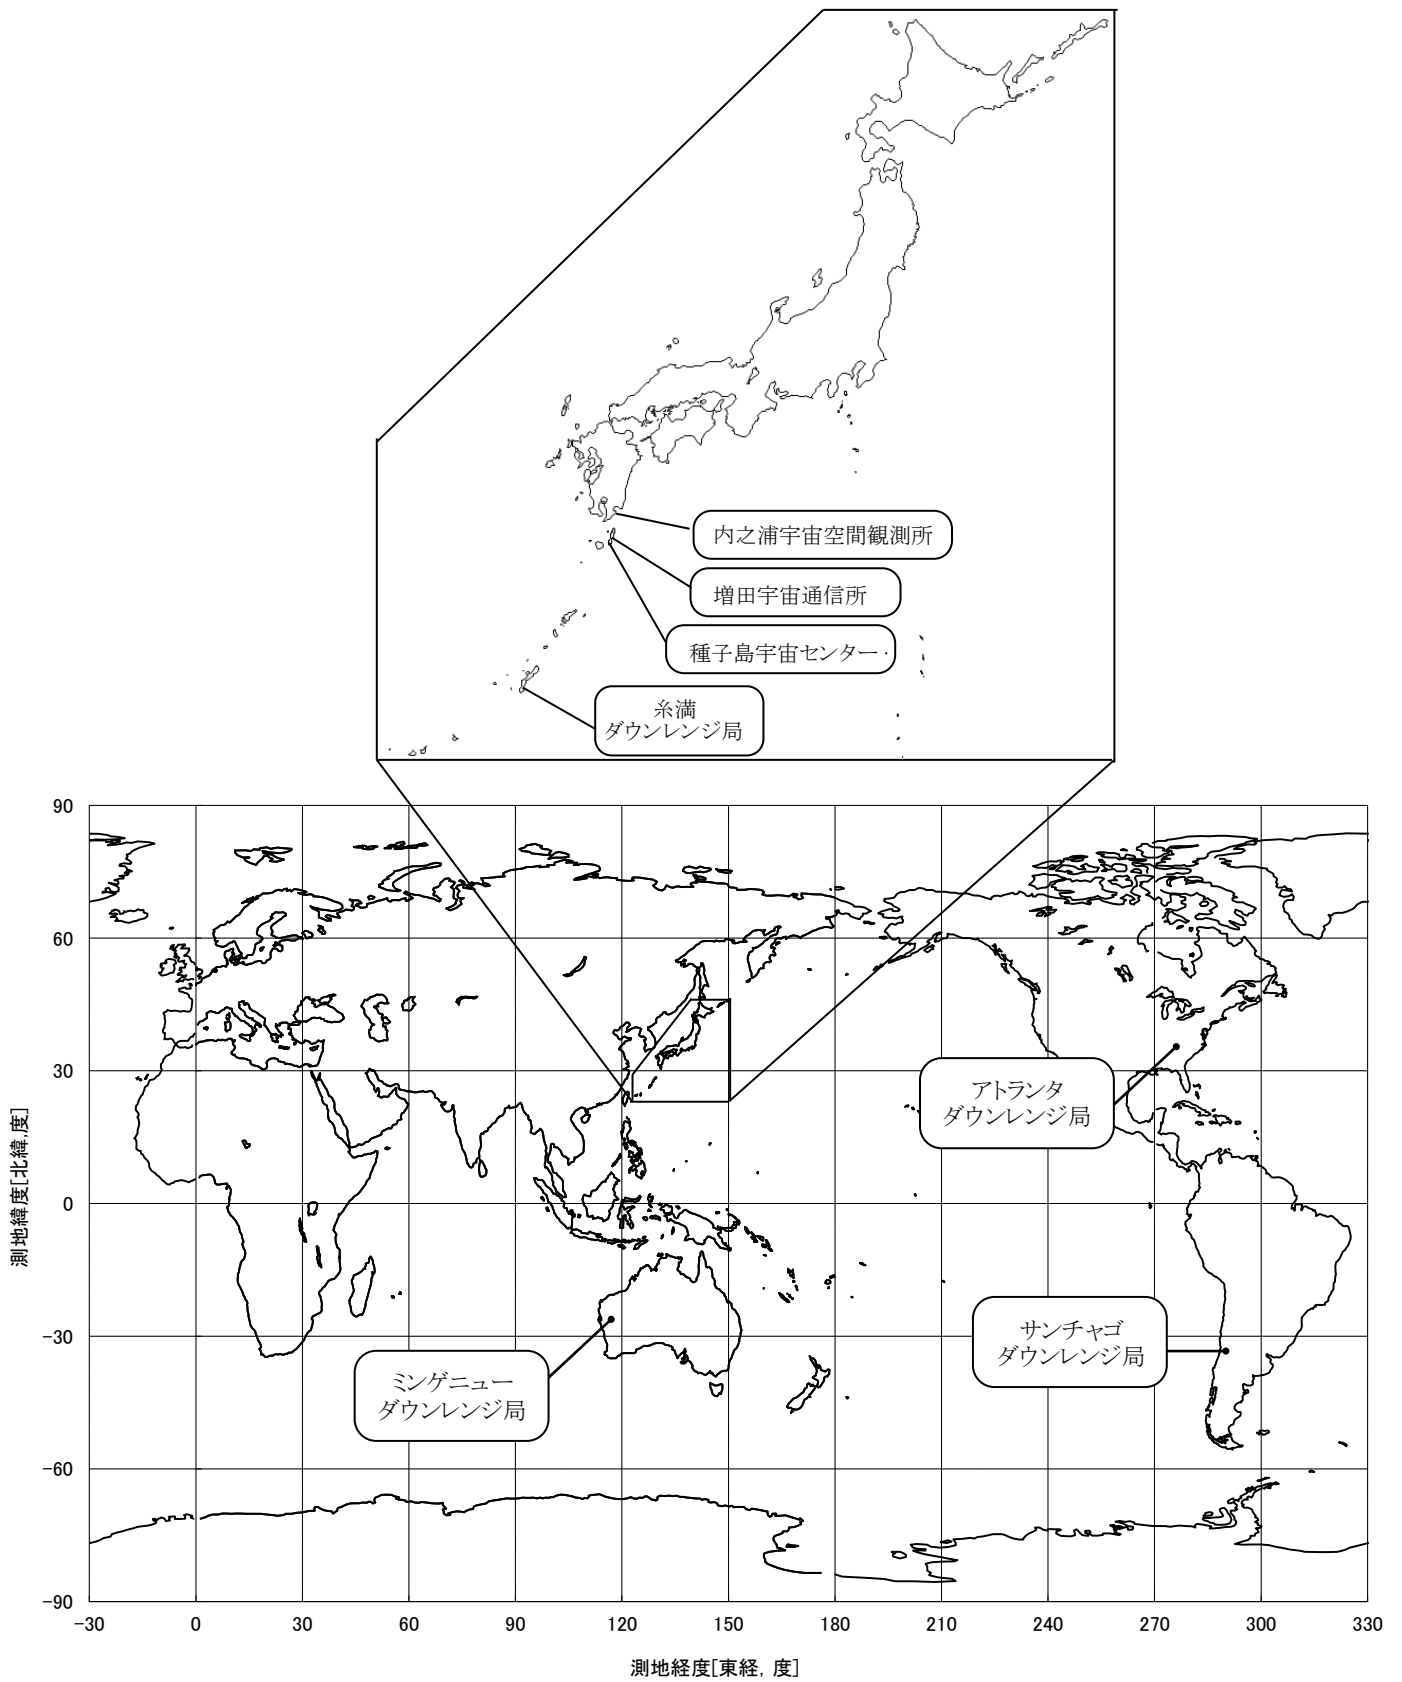 内之浦宇宙空間観測所
増田宇宙通信所
種子島宇宙センター
糸満
ダウンレンジ局
90
60
30
0
-30
-60
-90
測地緯度[北緯,度]
アトランタ
ダウンレンジ局
サンチャゴ
ダウンレンジ局
ミンゲニュー
ダウンレンジ局
-30 0 30 60 90 120 150 180 210 240 270 300 330
測地経度[東経, 度]